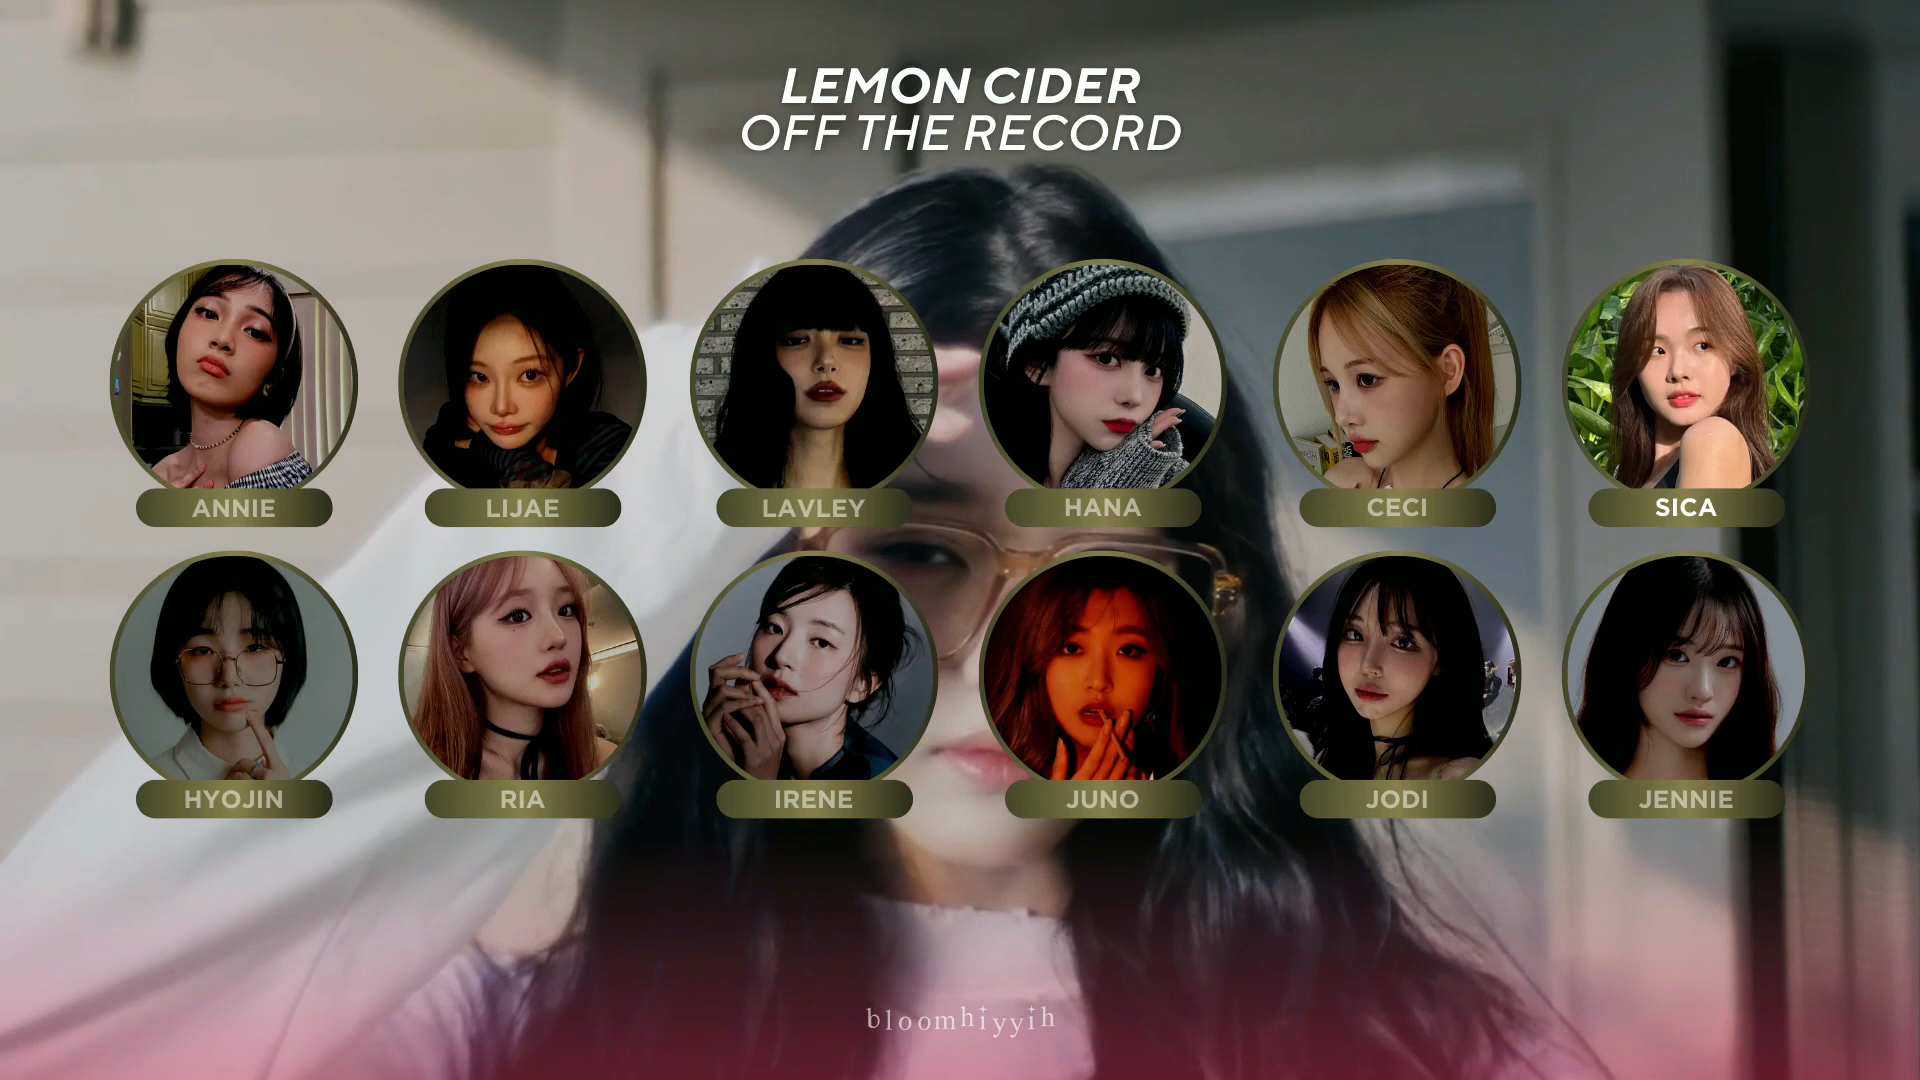 LEMON CIDER
OFF THE RECORD
ANNIE
LIJAE
LAVLEY
HANA
CECI
SICA
HYOJIN
RIA
IRENE
JUNO
JODI
JENNIE
bloomhiyyih